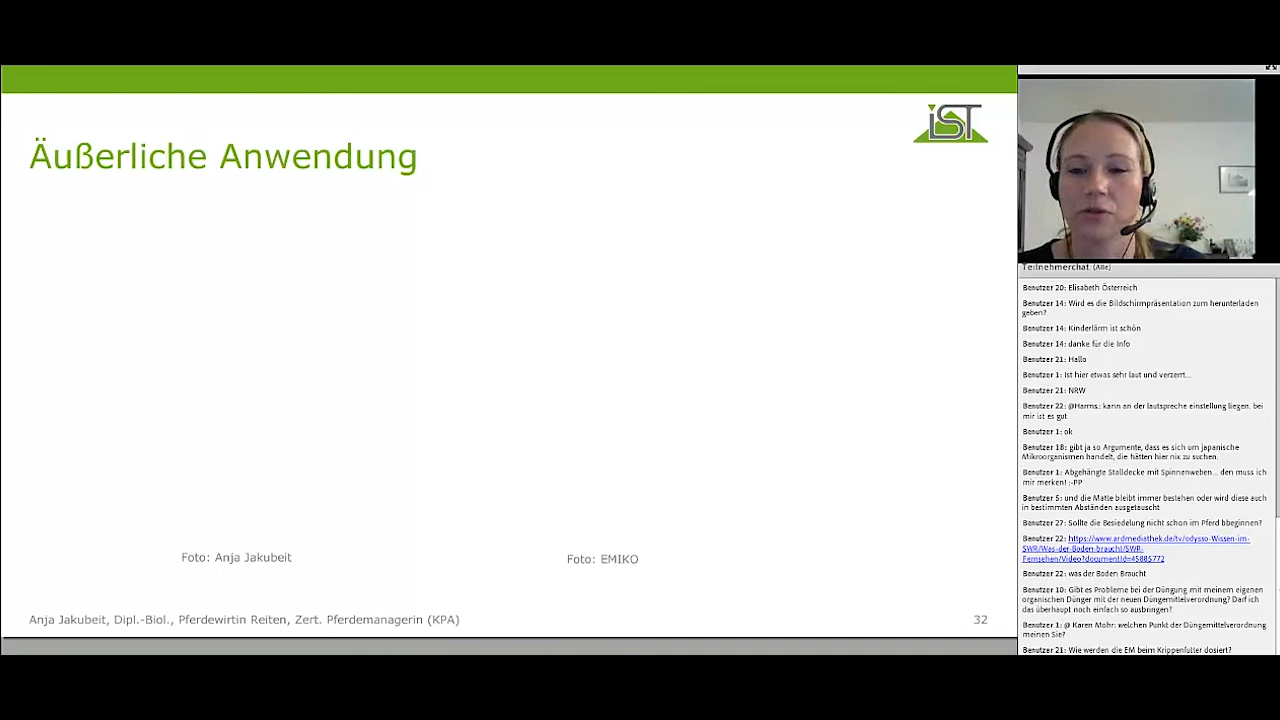 Äußerliche Anwendung
iST
Foto: Anja Jakubeit
Foto: EMIKO
Anja Jakubeit, Dipl.-Biol., Pferdewirtin Reiten, Zert. Pferdemanagerin (KPA)
32
Teilnehmerchat (Alle)
Benutzer 20: Elisabeth Österreich
Benutzer 14: Wird es die Bildschirmpräsentation zum herunterladen
geben?
Benutzer 14: Kinderlärm ist schön
Benutzer 14: danke für die Info
Benutzer 21: Hallo
Benutzer 1: Ist hier etwas sehr laut und verzerrt...
Benutzer 21: NRW
Benutzer 22: @Harms.: kann an der lautspreche einstellung liegen. bei
mir ist es gut
Benutzer 1: ok
Benutzer 18: gibt ja so Argumente, dass es sich um japanische
Mikroorganismen handelt, die hätten hier nix zu suchen.
Benutzer 1: Abgehängte Stalldecke mit Spinnenweben... den muss ich
mir merken! :-PP
Benutzer 5: und die Matte bleibt immer bestehen oder wird diese auch
in bestimmten Abständen ausgetauscht
Benutzer 27: Sollte die Besiedelung nicht schon im Pferd bbeginnen?
Benutzer 22: https://www.ardmediathek.de/tv/odysso-Wissen-im-
SWR/Was-der-Boden-braucht/SWR-
Fernsehen/Video?documentId=45885772
Benutzer 22: was der Boden Braucht
Benutzer 10: Gibt es Probleme bei der Düngung mit meinem eigenen
organischen Dünger mit der neuen Düngemittelverordnung? Darf ich
das überhaupt noch einfach so ausbringen?
Benutzer 1: @ Karen Mohr: welchen Punkt der Düngemittelverordnung
meinen Sie?
Benutzer 21: Wie werden die EM beim Krippenfutter dosiert?